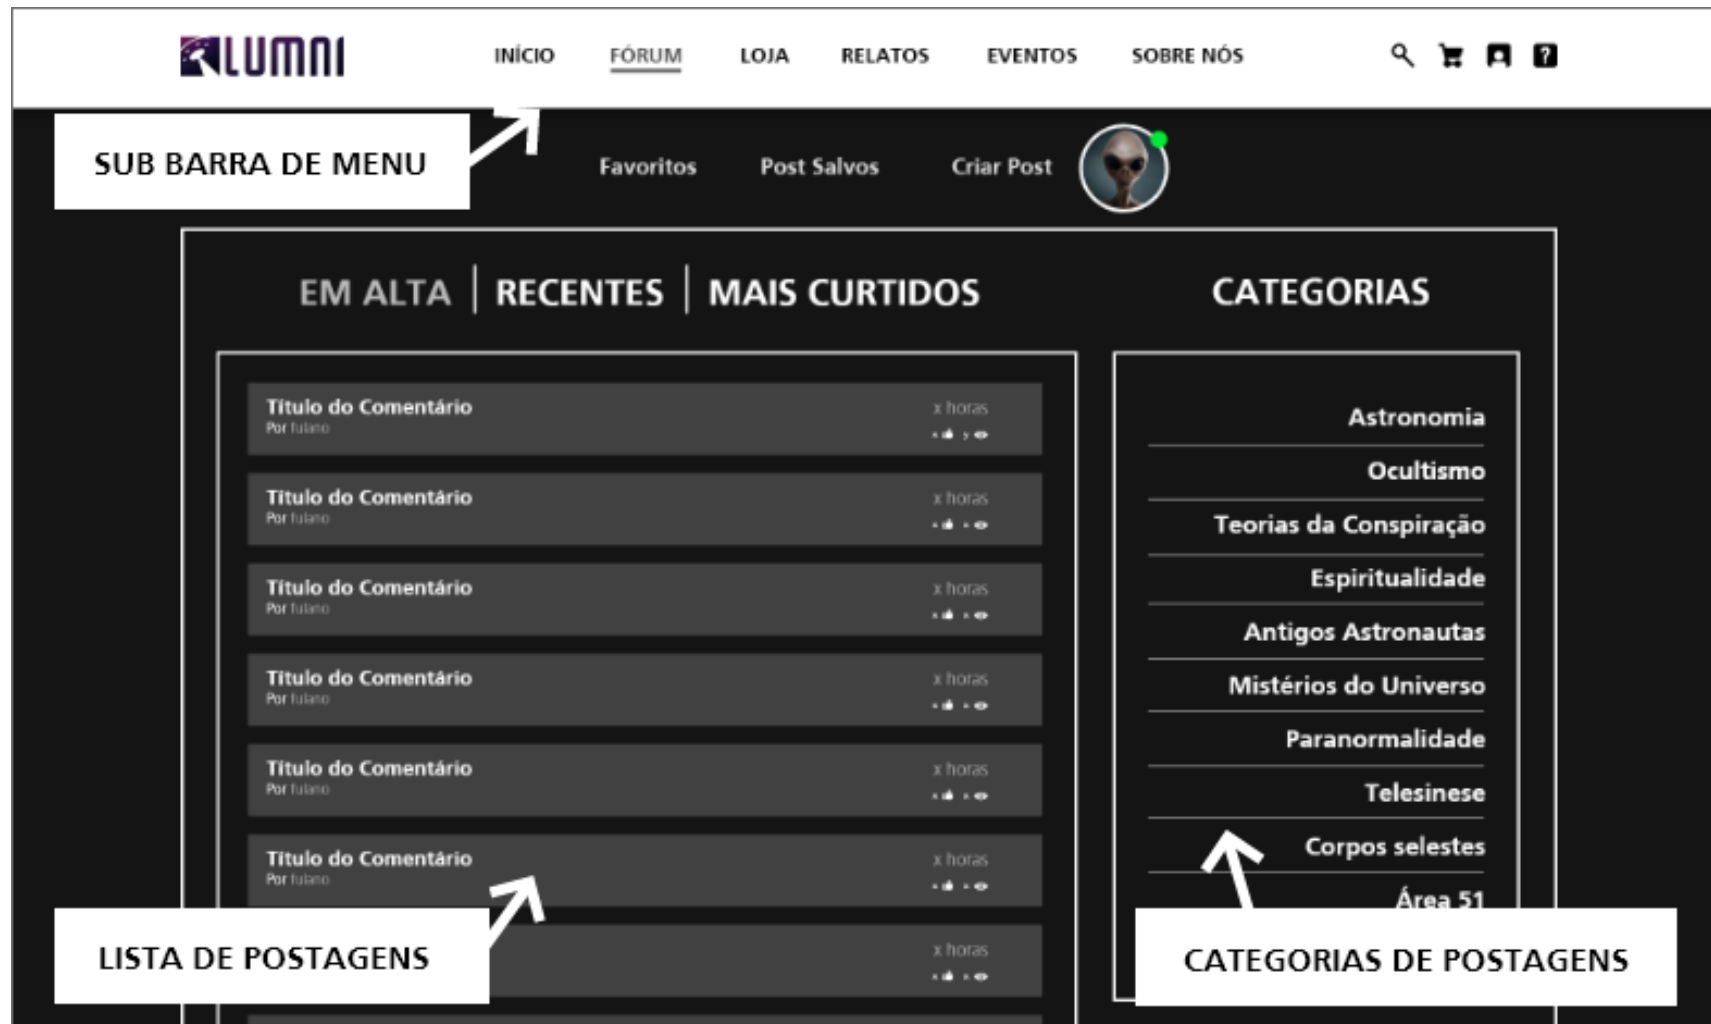 ALUMNI
INÍCIO FÓRUM LOJA RELATOS EVENTOS SOBRE NÓS ?
SUB BARRA DE MENU
Favoritos Post Salvos Criar Post
EM ALTA RECENTES MAIS CURTIDOS
CATEGORIAS
Título do Comentário x horas
Por fulano x y
Título do Comentário x horas
Por fulano x x
Título do Comentário x horas
Por fulano x x
Título do Comentário x horas
Por fulano x x
Título do Comentário x horas
Por fulano x x
Título do Comentário x horas
Por fulano x x
x horas
x x
Astronomia
Ocultismo
Teorias da Conspiração
Espiritualidade
Antigos Astronautas
Mistérios do Universo
Paranormalidade
Telesinese
Corpos selestes
Área 51
LISTA DE POSTAGENS
CATEGORIAS DE POSTAGENS